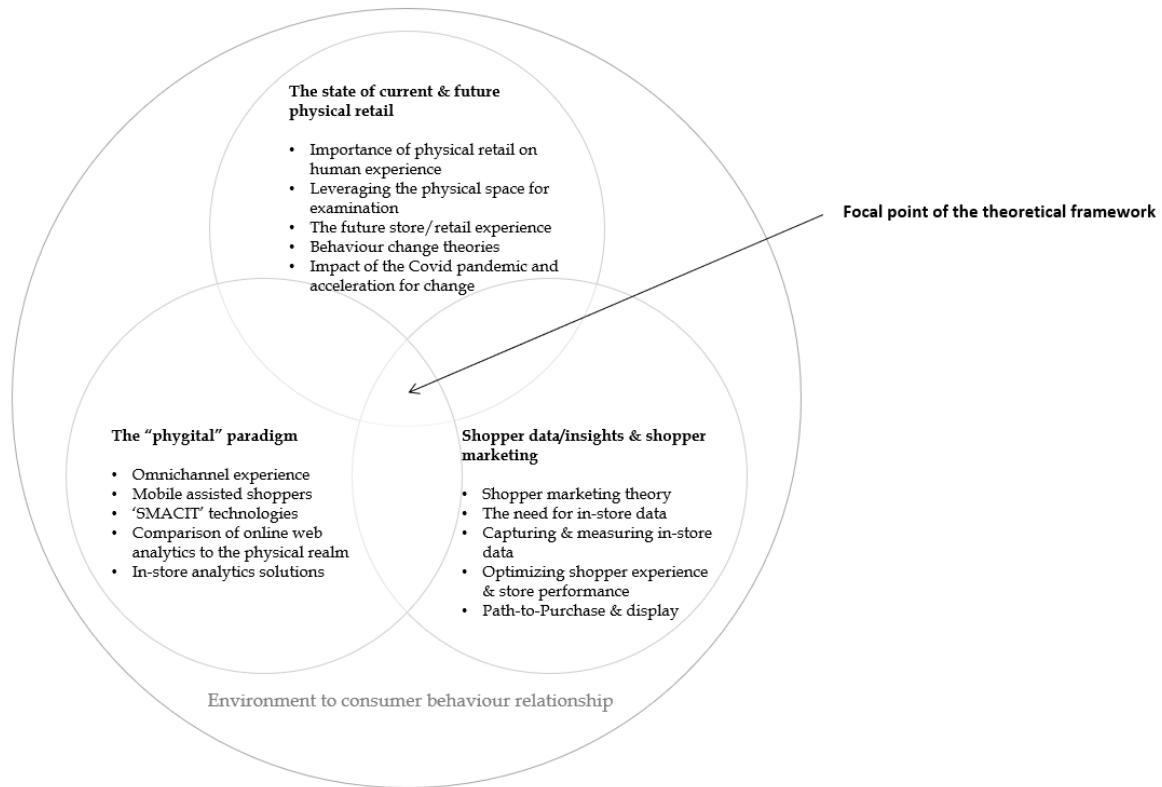 The state of current & future
physical retail
• Importance of physical retail on
human experience
• Leveraging the physical space for
examination
• The future store/retail experience
• Behaviour change theories
• Impact of the Covid pandemic and
acceleration for change
Focal point of the theoretical framework
The “phygital” paradigm
• Omnichannel experience
• Mobile assisted shoppers
• ‘SMACIT’ technologies
• Comparison of online web
analytics to the physical realm
• In-store analytics solutions
Shopper data/insights & shopper
marketing
• Shopper marketing theory
• The need for in-store data
• Capturing & measuring in-store
data
• Optimizing shopper experience
& store performance
• Path-to-Purchase & display
Environment to consumer behaviour relationship